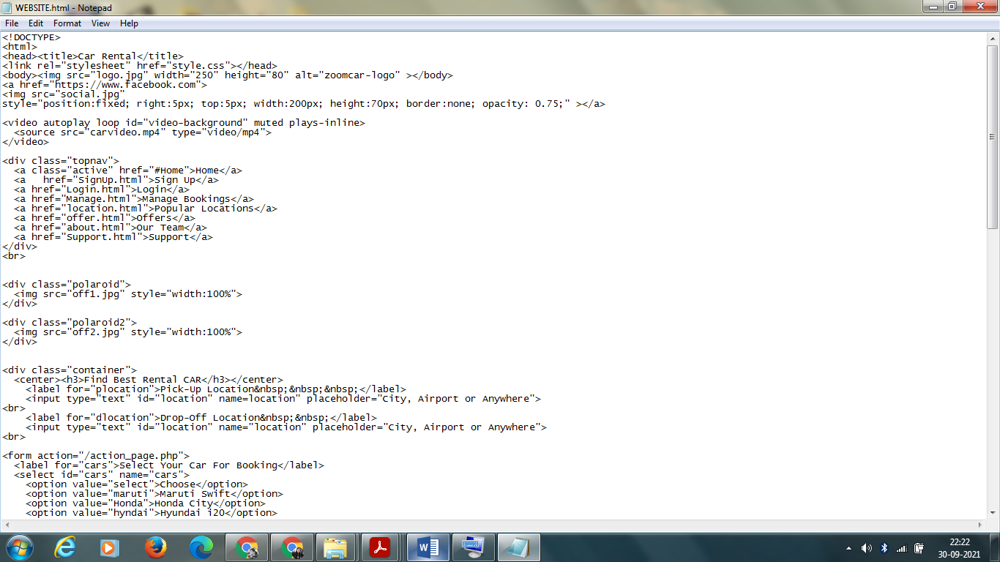 WEBSITE.html - Notepad
File Edit Format View Help
<!DOCTYPE>
<html>
<head><title>Car Rental</title>
<link rel="stylesheet" href="style.css"></head>
<body><img src="logo.jpg" width="250" height="80" alt="zoomcar-logo" ></body>
<a href="https://www.facebook.com">
<img src="social.jpg"
style="position:fixed; right:5px; top:5px; width:200px; height:70px; border:none; opacity: 0.75;" ></a>

<video autoplay loop id="video-background" muted plays-inline>
  <source src="carvideo.mp4" type="video/mp4">
</video>

<div class="topnav">
  <a class="active" href="#Home">Home</a>
  <a   href="SignUp.html">Sign Up</a>
  <a href="Login.html">Login</a>
  <a href="Manage.html">Manage Bookings</a>
  <a href="location.html">Popular Locations</a>
  <a href="offer.html">Offers</a>
  <a href="about.html">Our Team</a>
  <a href="Support.html">Support</a>
</div>
<br>

<div class="polaroid">
  <img src="off1.jpg" style="width:100%">
</div>

<div class="polaroid2">
  <img src="off2.jpg" style="width:100%">
</div>

<div class="container">
  <center><h3>Find Best Rental CAR</h3></center>
    <label for="plocation">Pick-Up Location&nbsp;&nbsp;&nbsp;</label>
    <input type="text" id="location" name=location" placeholder="City, Airport or Anywhere">
<br>
    <label for="dlocation">Drop-Off Location&nbsp;&nbsp;</label>
    <input type="text" id="location" name="location" placeholder="City, Airport or Anywhere">
<br>

<form action="/action_page.php">
  <label for="cars">Select Your Car For Booking</label>
  <select id="cars" name="cars">
    <option value="select">Choose</option>
    <option value="maruti">Maruti Swift</option>
    <option value="Honda">Honda City</option>
    <option value="hyndai">Hyundai i20</option>
22:22
30-09-2021